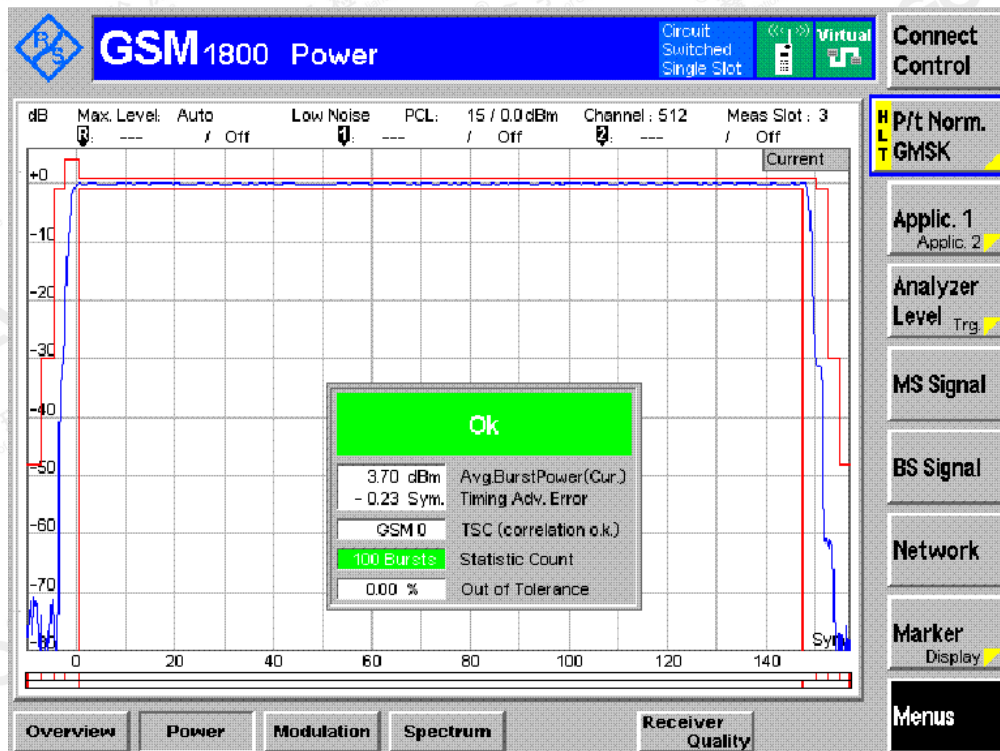 R S
GSM 1800 Power
Circuit
Switched
Single Slot
Virtual
Connect
Control
dB Max. Level: Auto Low Noise PCL: 15 / 0.0 dBm Channel : 512 Meas Slot : 3
R: --- / Off 1: --- / Off 2: --- / Off
Current
H
L
T
P/t Norm.
GMSK
Applic. 1
Applic. 2
Analyzer
Level Trg.
MS Signal
BS Signal
Network
Marker
Display
Menus
+0
-10
-20
-30
-40
-50
-60
-70
-80
Ok
3.70 dBm Avg.BurstPower(Cur.)
- 0.23 Sym. Timing Adv. Error
GSM 0 TSC (correlation o.k.)
100 Bursts Statistic Count
0.00 % Out of Tolerance
0 20 40 60 80 100 120 140
Overview Power Modulation Spectrum Receiver
Quality